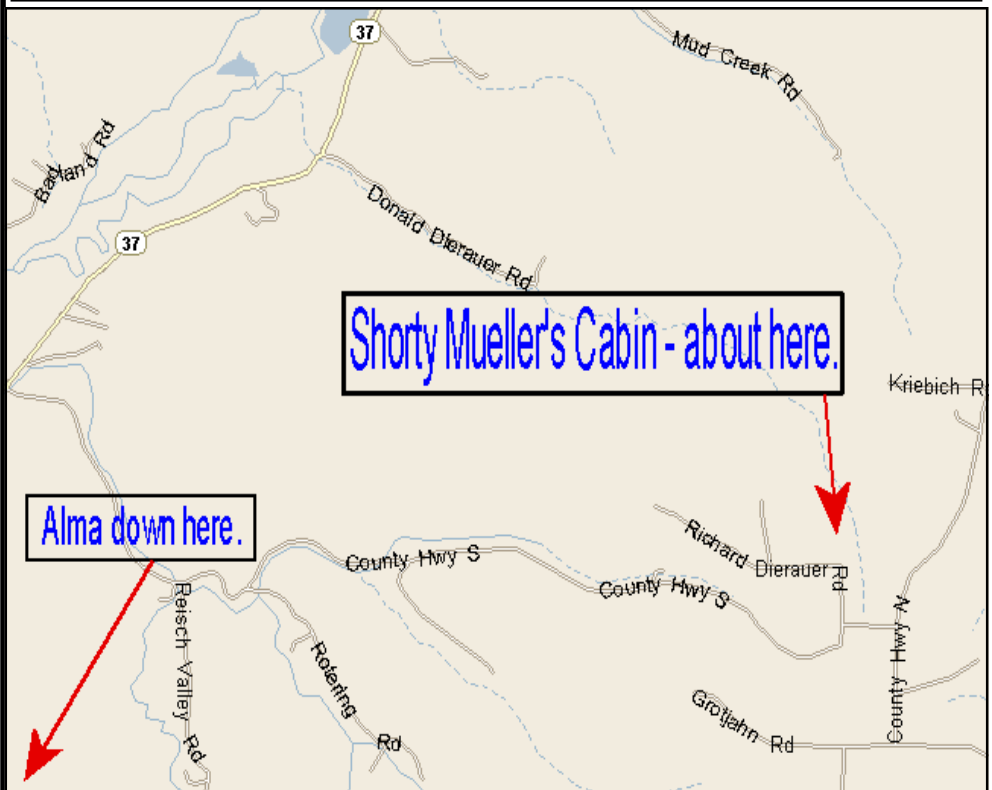 37
Mud Creek Rd
Badland Rd
Donald Dierauer Rd
37
Shorty Mueller's Cabin - about here.
Kriebich R
Alma down here.
Richard Dierauer Rd
County Hwy S
County Hwy S
Reisch Valley Rd
Rotering Rd
County Hwy N
Grotjahn Rd